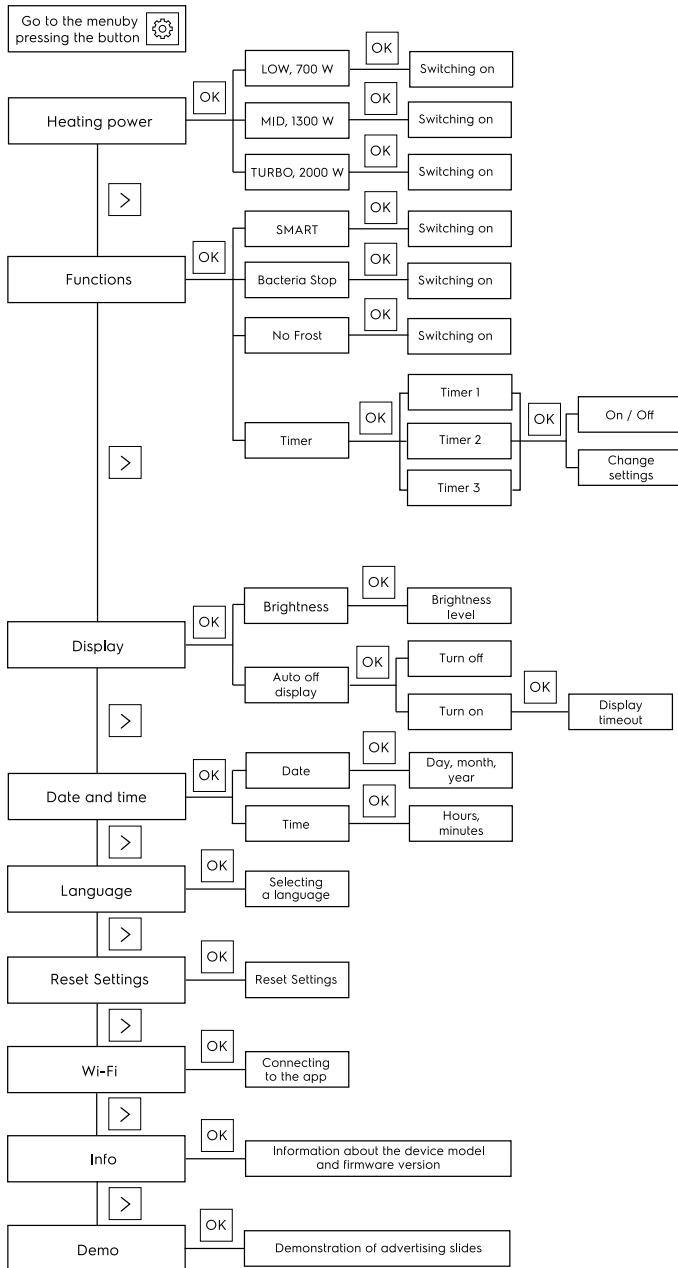 Go to the menuby
pressing the button
OK
LOW, 700 W
Switching on
OK
OK
Heating power
MID, 1300 W
Switching on
OK
TURBO, 2000 W
Switching on
>
OK
SMART
Switching on
OK
OK
Functions
Bacteria Stop
Switching on
OK
No Frost
Switching on
Timer 1
OK
OK
On / Off
Timer
Timer 2
Change
settings
Timer 3
>
OK
OK
Brightness
Brightness
level
Display
OK
Turn off
Auto off
display
OK
Turn on
Display
timeout
>
OK
OK
Date
Day, month,
year
Date and time
OK
Time
Hours,
minutes
>
OK
Language
Selecting
a language
>
OK
Reset Settings
Reset Settings
>
OK
Wi-Fi
Connecting
to the app
>
OK
Info
Information about the device model
and firmware version
>
OK
Demo
Demonstration of advertising slides